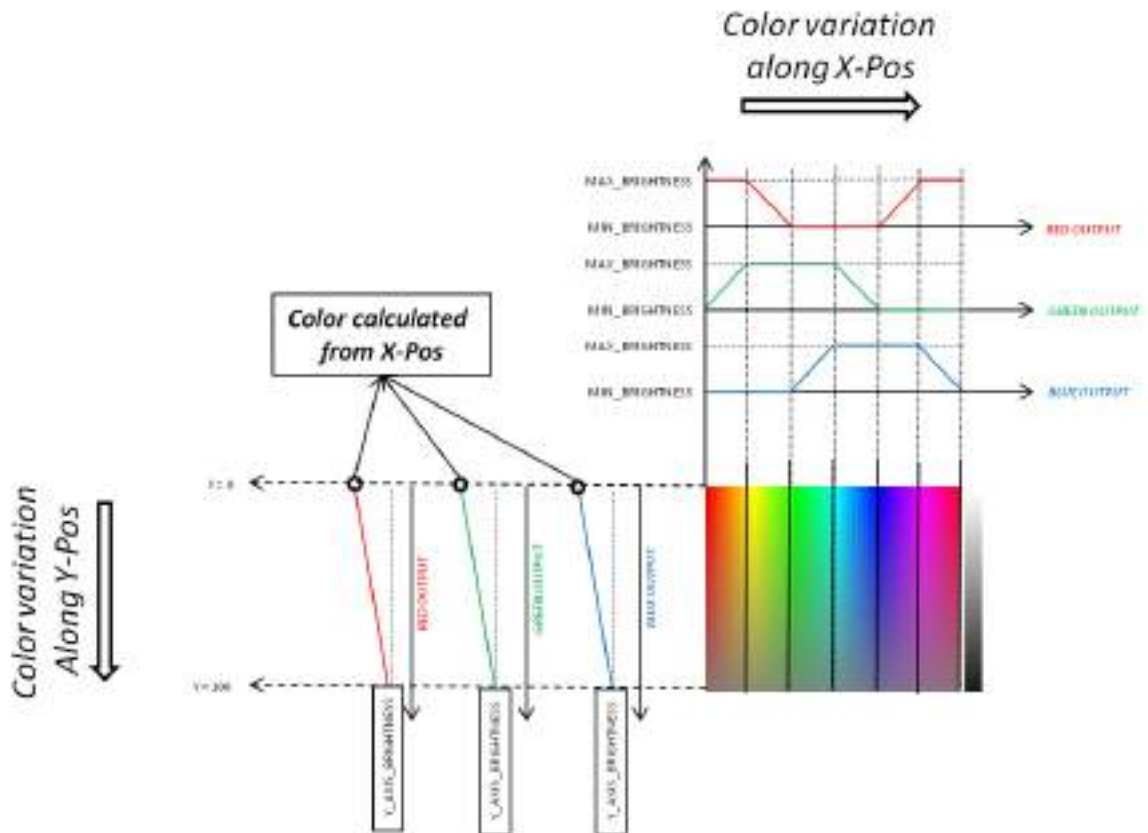 Color variation
along X-Pos
MAX_BRIGHTNESS
MIN_BRIGHTNESS
RED OUTPUT
MAX_BRIGHTNESS
MIN_BRIGHTNESS
GREEN OUTPUT
MAX_BRIGHTNESS
MIN_BRIGHTNESS
BLUE OUTPUT
Color calculated
from X-Pos
Color variation
Along Y-Pos
RED OUTPUT
GREEN OUTPUT
BLUE OUTPUT
Y_AXIS_BRIGHTNESS
Y_AXIS_BRIGHTNESS
Y_AXIS_BRIGHTNESS